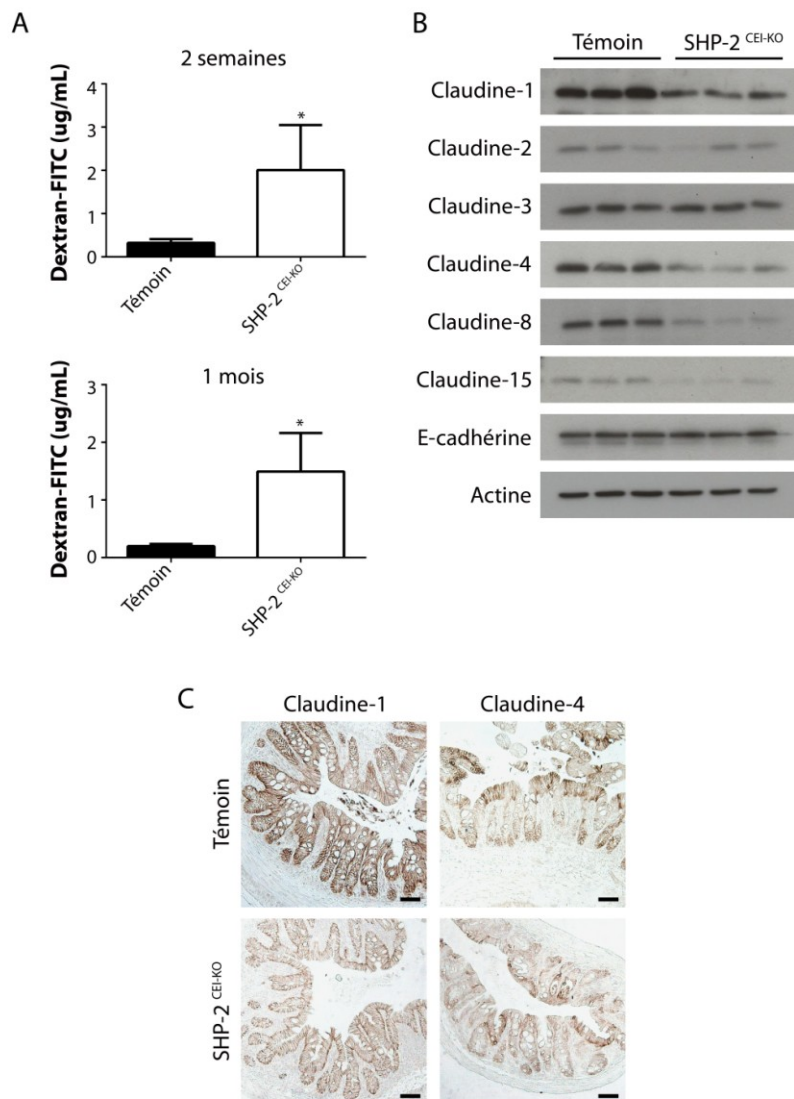 A
2 semaines
Dextran-FITC (ug/mL)
4
3
2
1
0
*
Témoin
SHP-2 CEI-KO
1 mois
Dextran-FITC (ug/mL)
3
2
1
0
*
Témoin
SHP-2 CEI-KO
B
Témoin SHP-2 CEI-KO
Claudine-1
Claudine-2
Claudine-3
Claudine-4
Claudine-8
Claudine-15
E-cadhérine
Actine
C
Claudine-1 Claudine-4
Témoin
SHP-2 CEI-KO